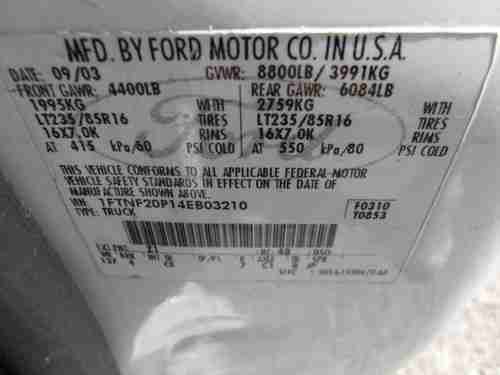 MFD. BY FORD MOTOR CO. IN U.S.A.
DATE: 09/03 GVWR: 8800LB/3991KG
FRONT GAWR: 4400LB REAR GAWR: 6084LB
1995KG WITH 2759KG WITH
LT235/85R16 TIRES LT235/85R16 TIRES
16X7.0K RIMS 16X7.0K RIMS
AT 415 kPa/60 PSI COLD AT 550 kPa/80 PSI COLD
THIS VEHICLE CONFORMS TO ALL APPLICABLE FEDERAL MOTOR
VEHICLE SAFETY STANDARDS IN EFFECT ON THE DATE OF
MANUFACTURE SHOWN ABOVE.
VIN: 1FTNF20P14EB03210 F0310
TYPE: TRUCK T0853
Ford